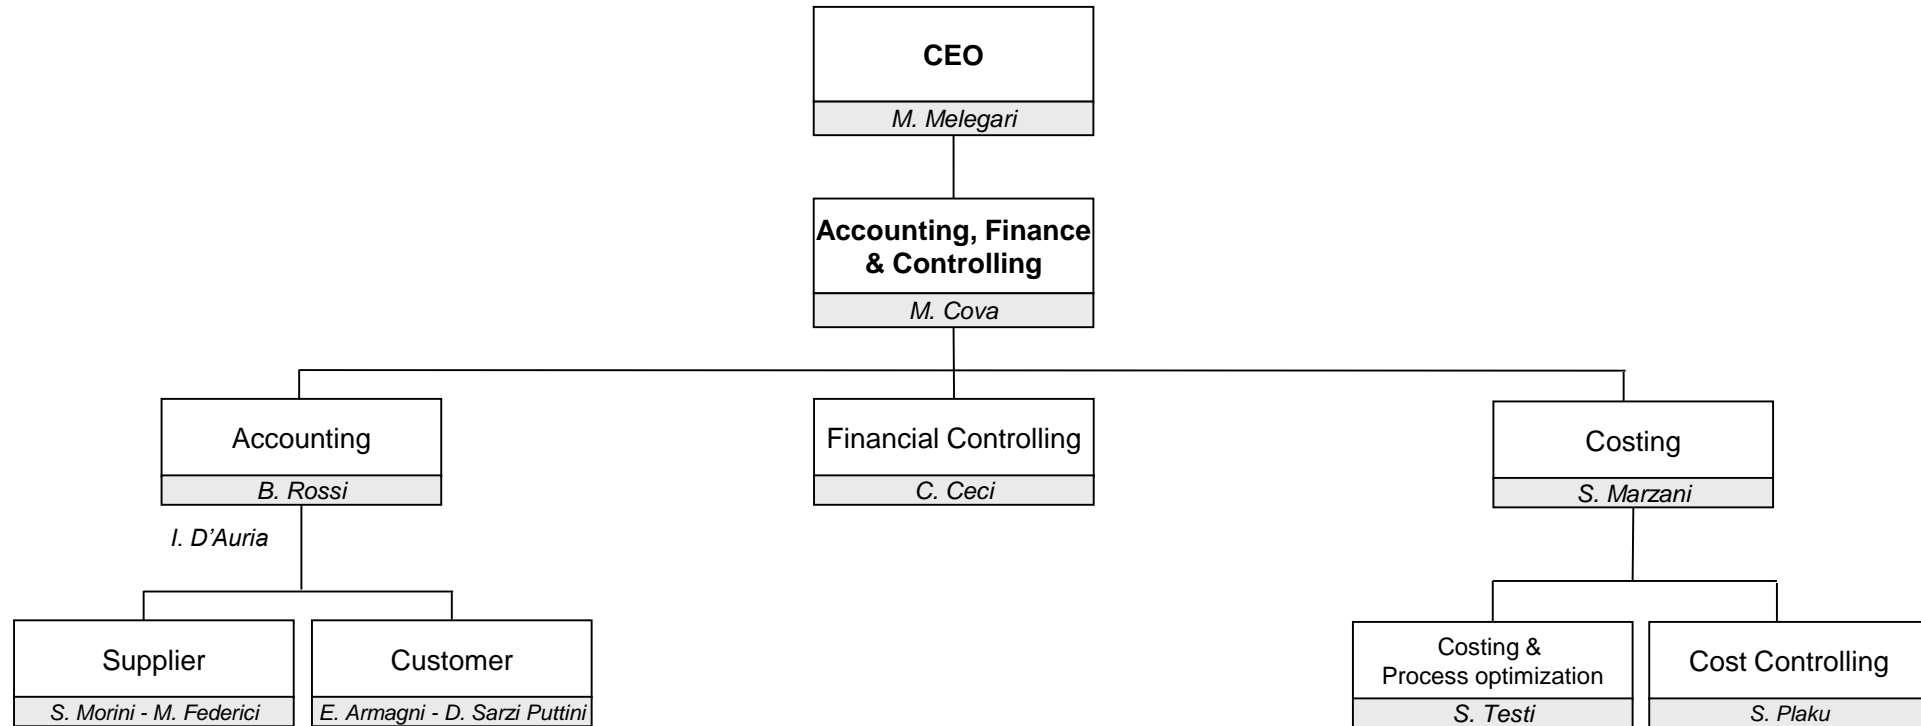 CEO
M. Melegari
Accounting, Finance
& Controlling
M. Cova
Accounting
B. Rossi
Financial Controlling
C. Ceci
Costing
S. Marzani
I. D’Auria
Supplier
S. Morini - M. Federici
Customer
E. Armagni - D. Sarzi Puttini
Costing &
Process optimization
S. Testi
Cost Controlling
S. Plaku